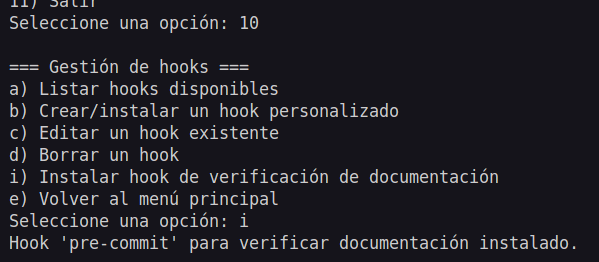 11) Salir
Seleccione una opción: 10
=== Gestión de hooks ===
a) Listar hooks disponibles
b) Crear/instalar un hook personalizado
c) Editar un hook existente
d) Borrar un hook
i) Instalar hook de verificación de documentación
e) Volver al menú principal
Seleccione una opción: i
Hook 'pre-commit' para verificar documentación instalado.